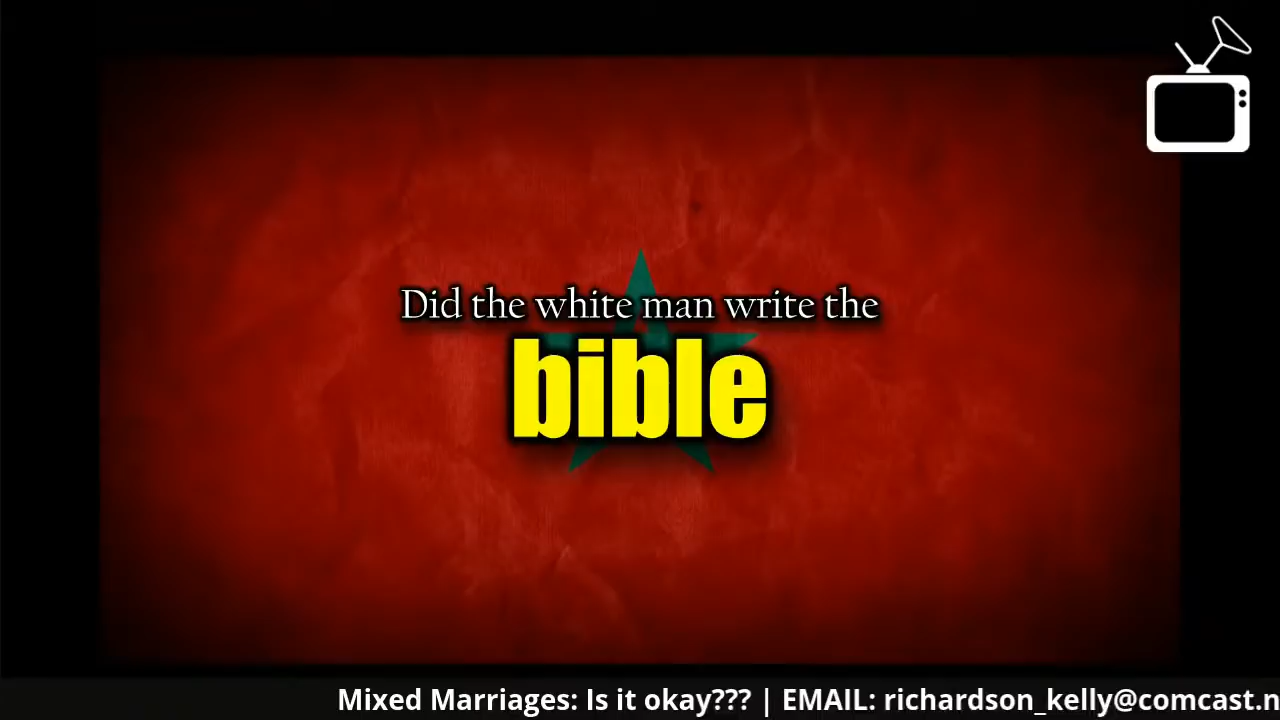 Did the white man write the
bible
Mixed Marriages: Is it okay??? | EMAIL: richardson_kelly@comcast.n